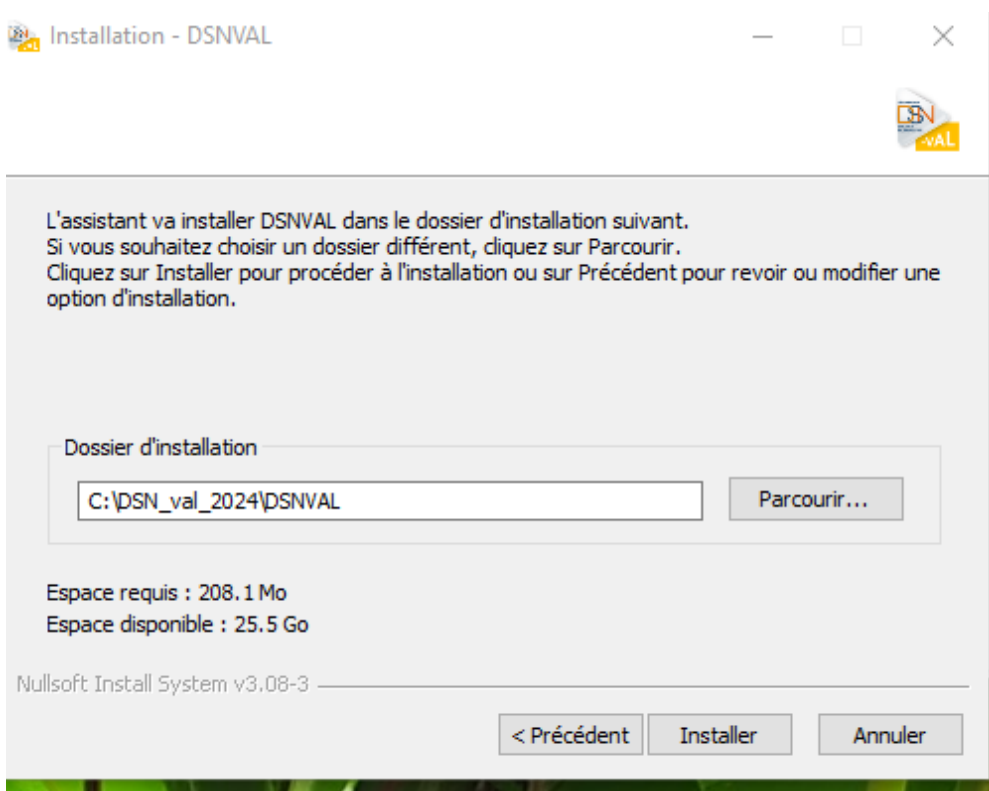 Installation - DSNVAL
DSN
-VAL
L'assistant va installer DSNVAL dans le dossier d'installation suivant.
Si vous souhaitez choisir un dossier différent, cliquez sur Parcourir.
Cliquez sur Installer pour procéder à l'installation ou sur Précédent pour revoir ou modifier une
option d'installation.
Dossier d'installation
C:\DSN_val_2024\DSNVAL
Parcourir...
Espace requis : 208.1 Mo
Espace disponible : 25.5 Go
Nullsoft Install System v3.08-3
< Précédent
Installer
Annuler